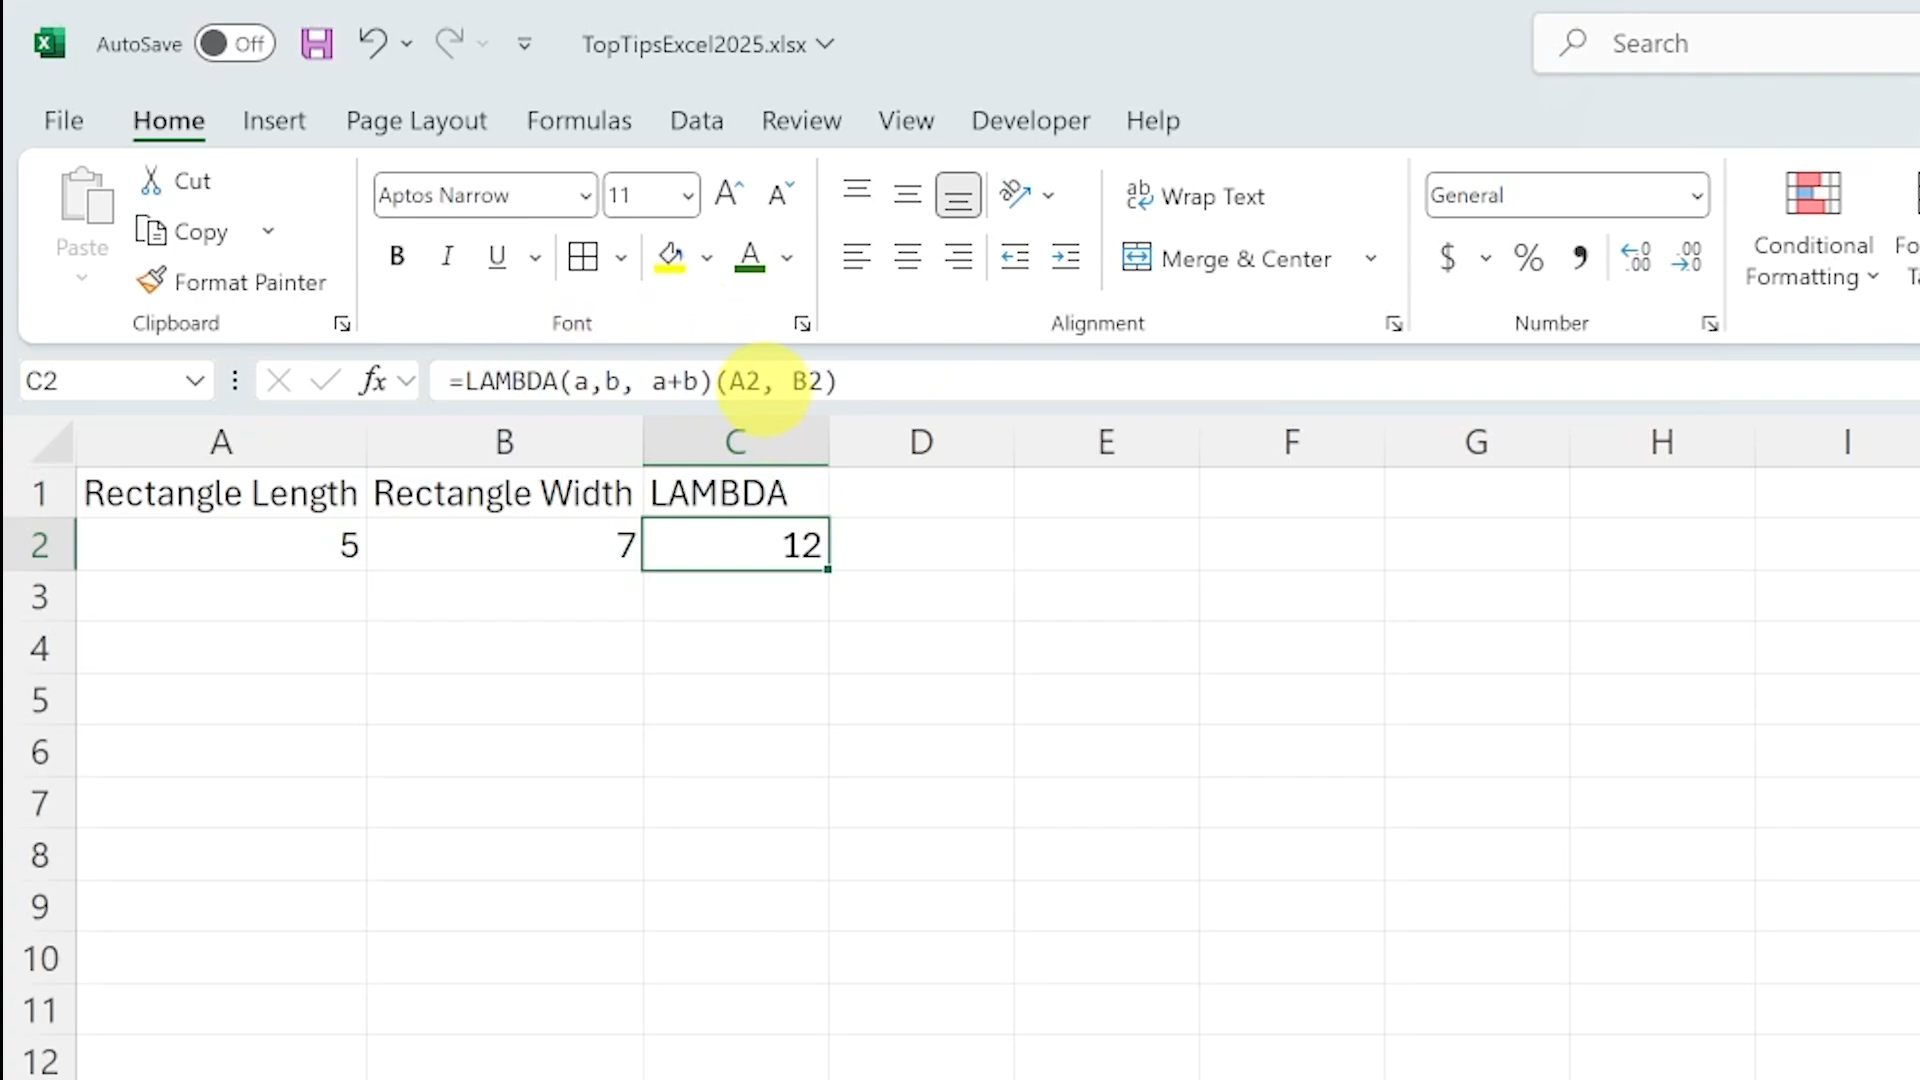 AutoSave Off TopTipsExcel2025.xlsx Search
File Home Insert Page Layout Formulas Data Review View Developer Help
Paste
Cut
Copy
Format Painter
Clipboard
Aptos Narrow 11
B I U
Font
Wrap Text
Merge & Center
Alignment
General
$ % ,
Number
Conditional
Formatting
C2 fx =LAMBDA(a,b, a+b)(A2, B2)
A B C D E F G H I
1 Rectangle Length Rectangle Width LAMBDA
2 5 7 12
3
4
5
6
7
8
9
10
11
12